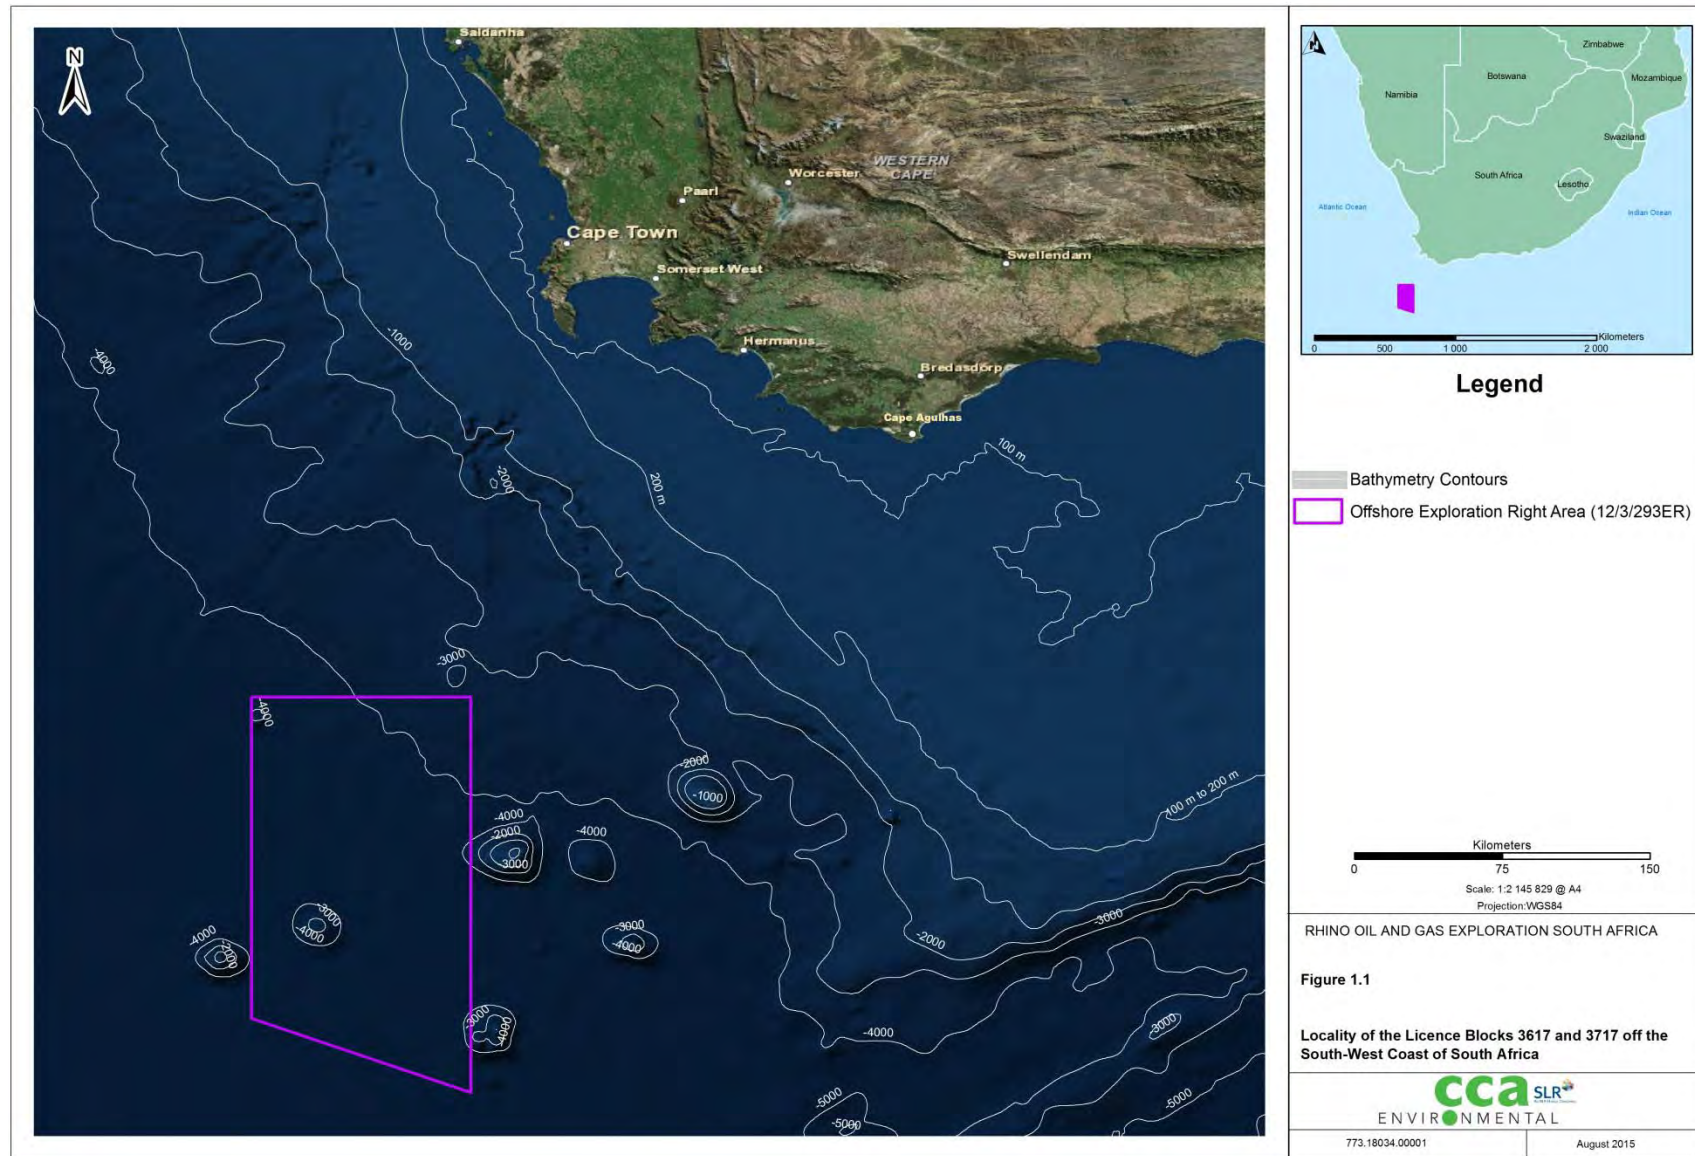 N
Saldanha
WESTERN
CAPE
Worcester
Paarl
Cape Town
Somerset West
Swellendam
Hermanus
Bredasdorp
Cape Agulhas
-1000
-4000
-2000
200 m
100 m
-3000
-4000
-2000
-1000
-4000
-2000
-3000
-4000
100 m to 200 m
-3000
-4000
-4000
-2000
-3000
-4000
-3000
-4000
-2000
-3000
-4000
-3000
-5000
-5000
-5000
Zimbabwe
Botswana
Mozambique
Namibia
Swaziland
South Africa
Lesotho
Atlantic Ocean
Indian Ocean
Kilometers
0 500 1 000 2 000
Legend
Bathymetry Contours
Offshore Exploration Right Area (12/3/293ER)
Kilometers
0 75 150
Scale: 1:2 145 829 @ A4
Projection:WGS84
RHINO OIL AND GAS EXPLORATION SOUTH AFRICA
Figure 1.1
Locality of the Licence Blocks 3617 and 3717 off the
South-West Coast of South Africa
cca SLR
ENVIRONMENTAL
773.18034.00001 August 2015